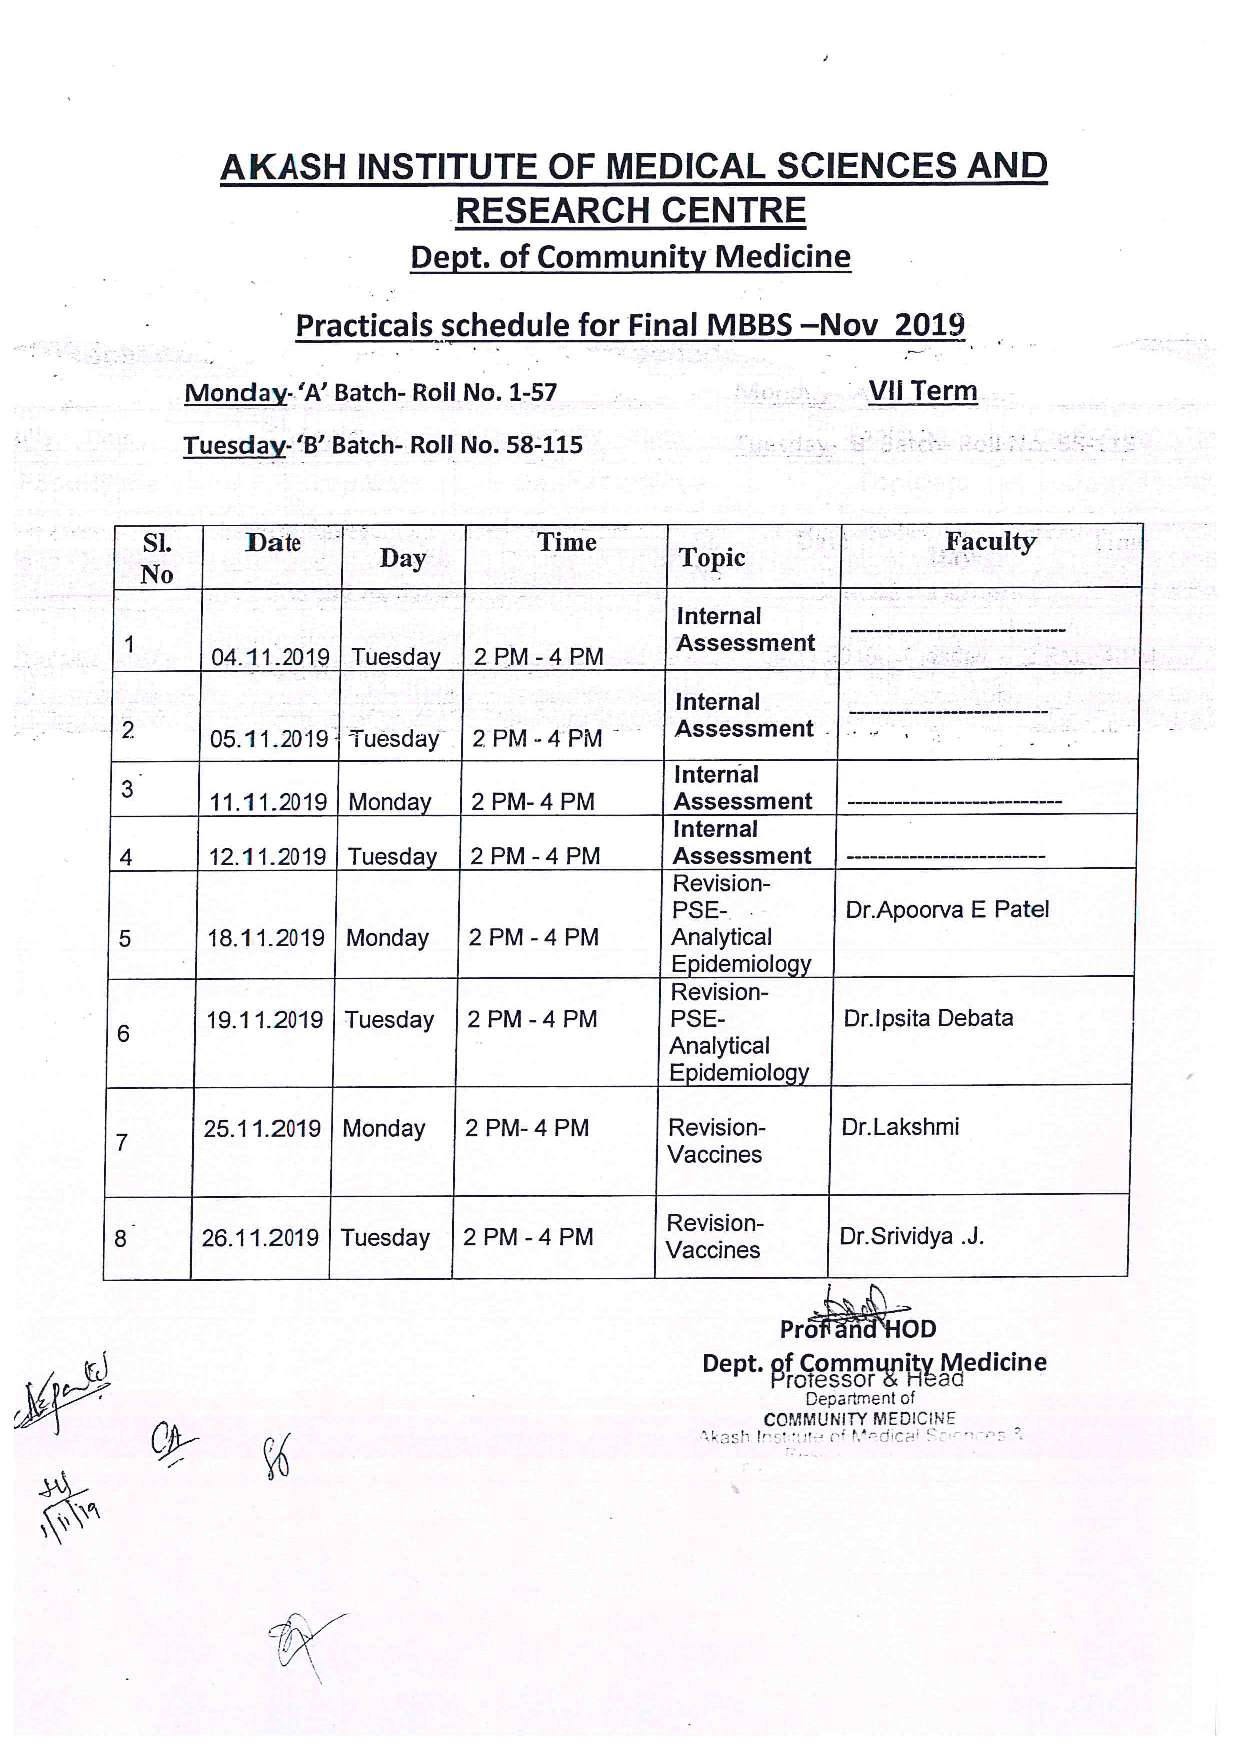 AKASH INSTITUTE OF MEDICAL SCIENCES AND
RESEARCH CENTRE
Dept. of Community Medicine
Practicals schedule for Final MBBS –Nov 2019
Monday- ‘A’ Batch- Roll No. 1-57 VII Term
Tuesday- ‘B’ Batch- Roll No. 58-115
Sl. No Date Day Time Topic Faculty
1 04.11.2019 Tuesday 2 PM - 4 PM Internal Assessment ---------------------------
2 05.11.2019 Tuesday 2 PM - 4 PM Internal Assessment -------------------------
3 11.11.2019 Monday 2 PM- 4 PM Internal Assessment ---------------------------
4 12.11.2019 Tuesday 2 PM - 4 PM Internal Assessment -------------------------
5 18.11.2019 Monday 2 PM - 4 PM Revision- PSE- Analytical Epidemiology Dr.Apoorva E Patel
6 19.11.2019 Tuesday 2 PM - 4 PM Revision- PSE- Analytical Epidemiology Dr.Ipsita Debata
7 25.11.2019 Monday 2 PM- 4 PM Revision- Vaccines Dr.Lakshmi
8 26.11.2019 Tuesday 2 PM - 4 PM Revision- Vaccines Dr.Srividya .J.
Prof and HOD
Dept. of Community Medicine
Professor & Head
Department of
COMMUNITY MEDICINE
Akash Institute of Medical Sciences &
1/11/19